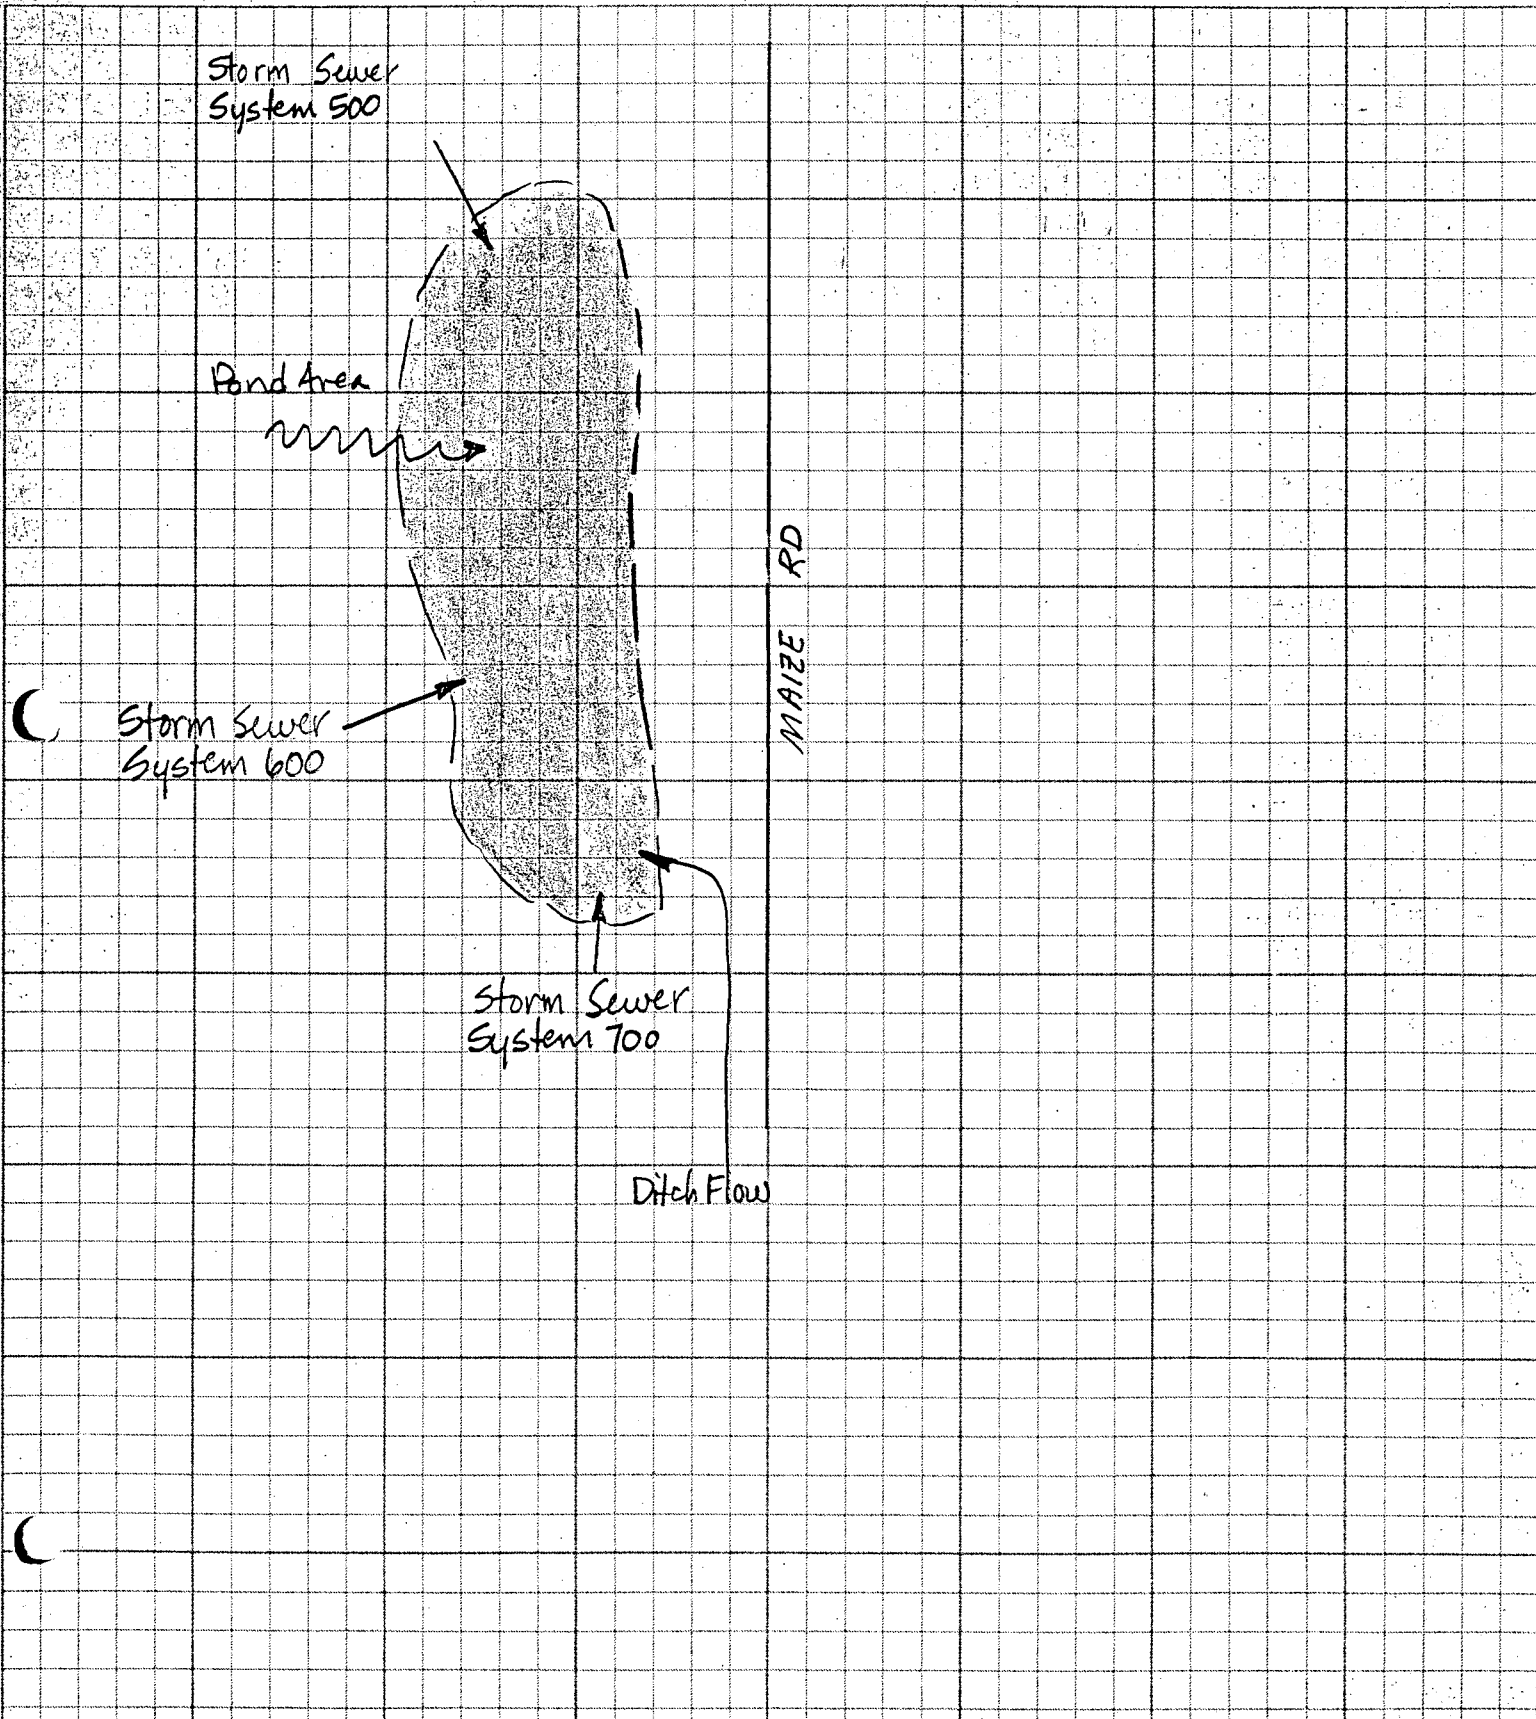 Storm Sewer
System 500
Pond Area
MAIZE RD
Storm Sewer
System 600
Storm Sewer
System 700
Ditch Flow